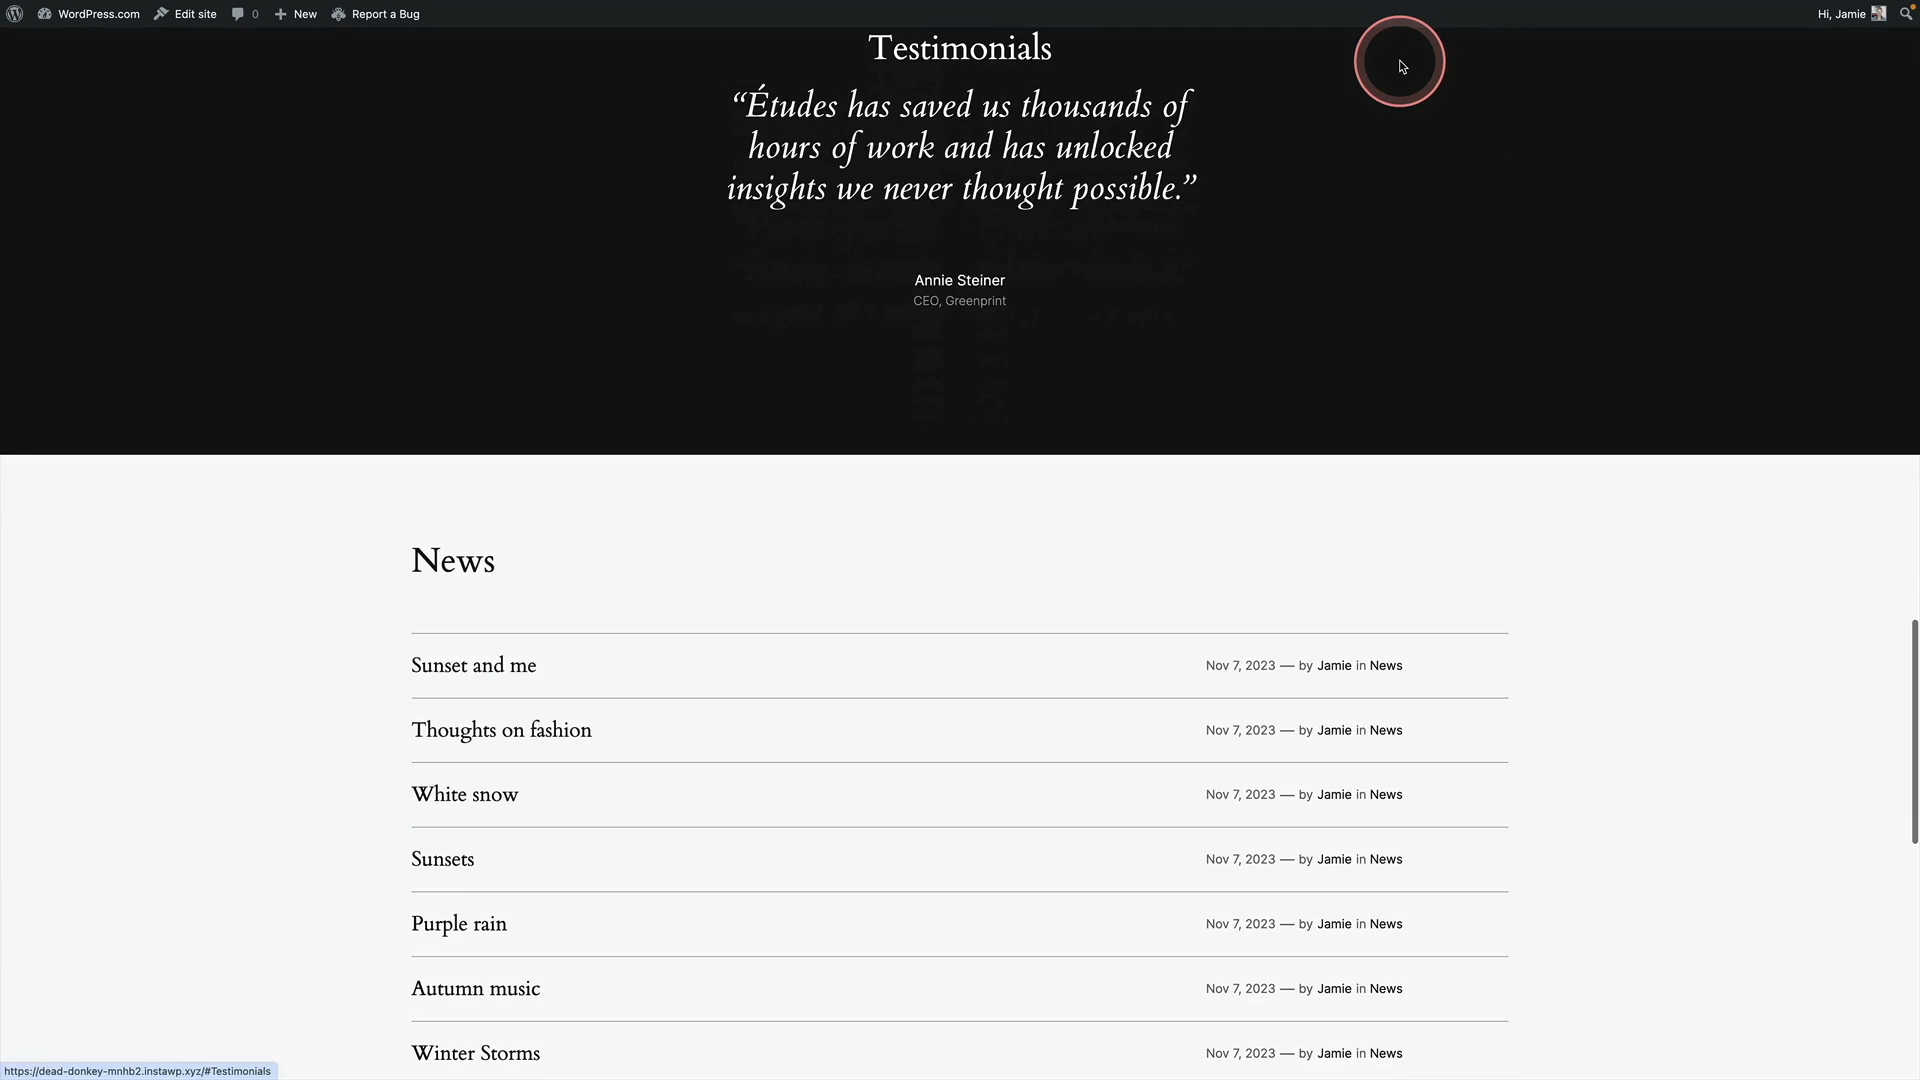 WordPress.com Edit site 0 New Report a Bug Hi, Jamie
Testimonials
“Études has saved us thousands of
hours of work and has unlocked
insights we never thought possible.”
Annie Steiner
CEO, Greenprint
News
Sunset and me Nov 7, 2023 — by Jamie in News
Thoughts on fashion Nov 7, 2023 — by Jamie in News
White snow Nov 7, 2023 — by Jamie in News
Sunsets Nov 7, 2023 — by Jamie in News
Purple rain Nov 7, 2023 — by Jamie in News
Autumn music Nov 7, 2023 — by Jamie in News
Winter Storms Nov 7, 2023 — by Jamie in News
https://dead-donkey-mnhb2.instawp.xyz/#Testimonials